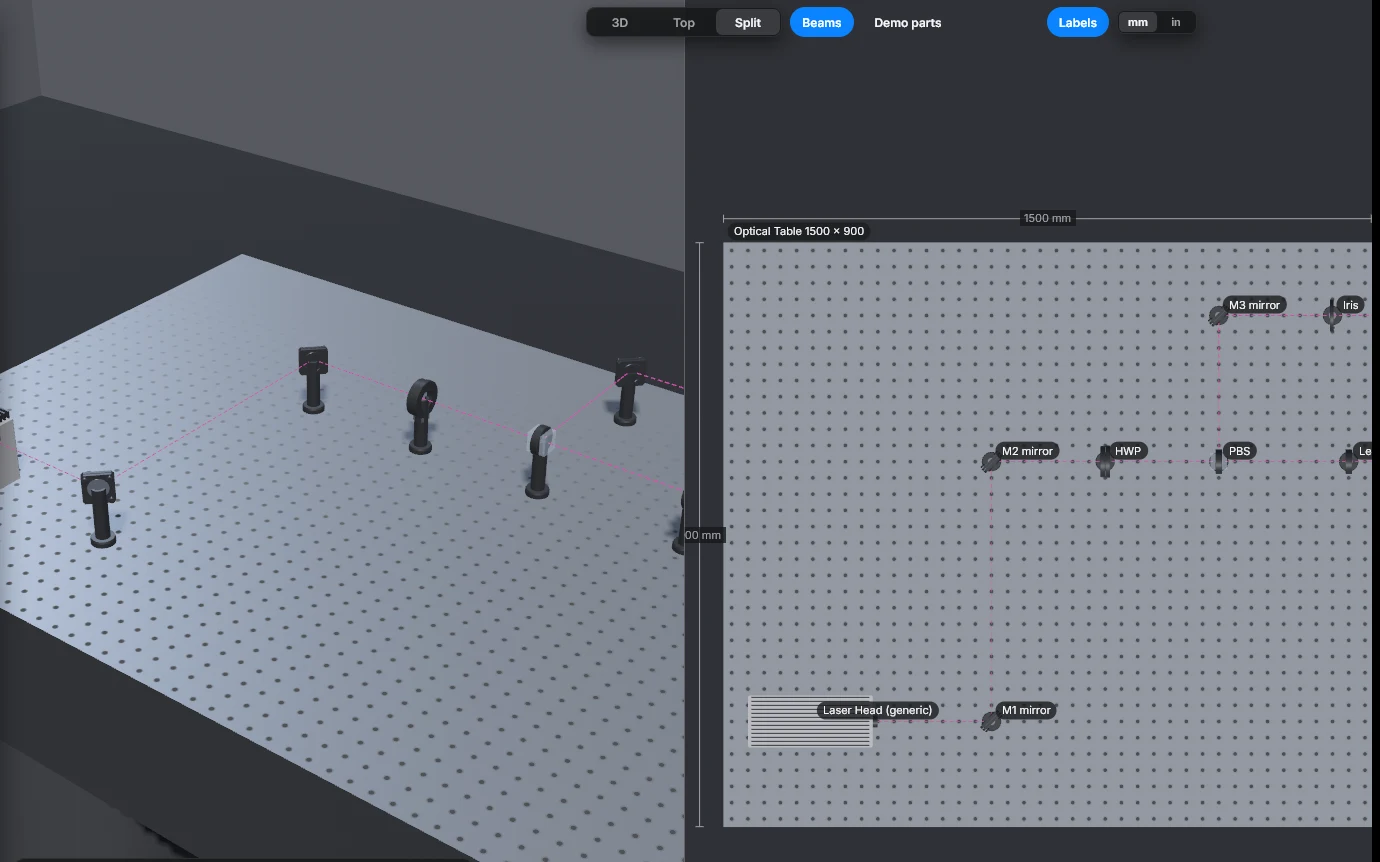 3D Top Split Beams Demo parts Labels mm in
1500 mm
Optical Table 1500 × 900
M3 mirror Iris
M2 mirror HWP PBS Le
00 mm
Laser Head (generic) M1 mirror